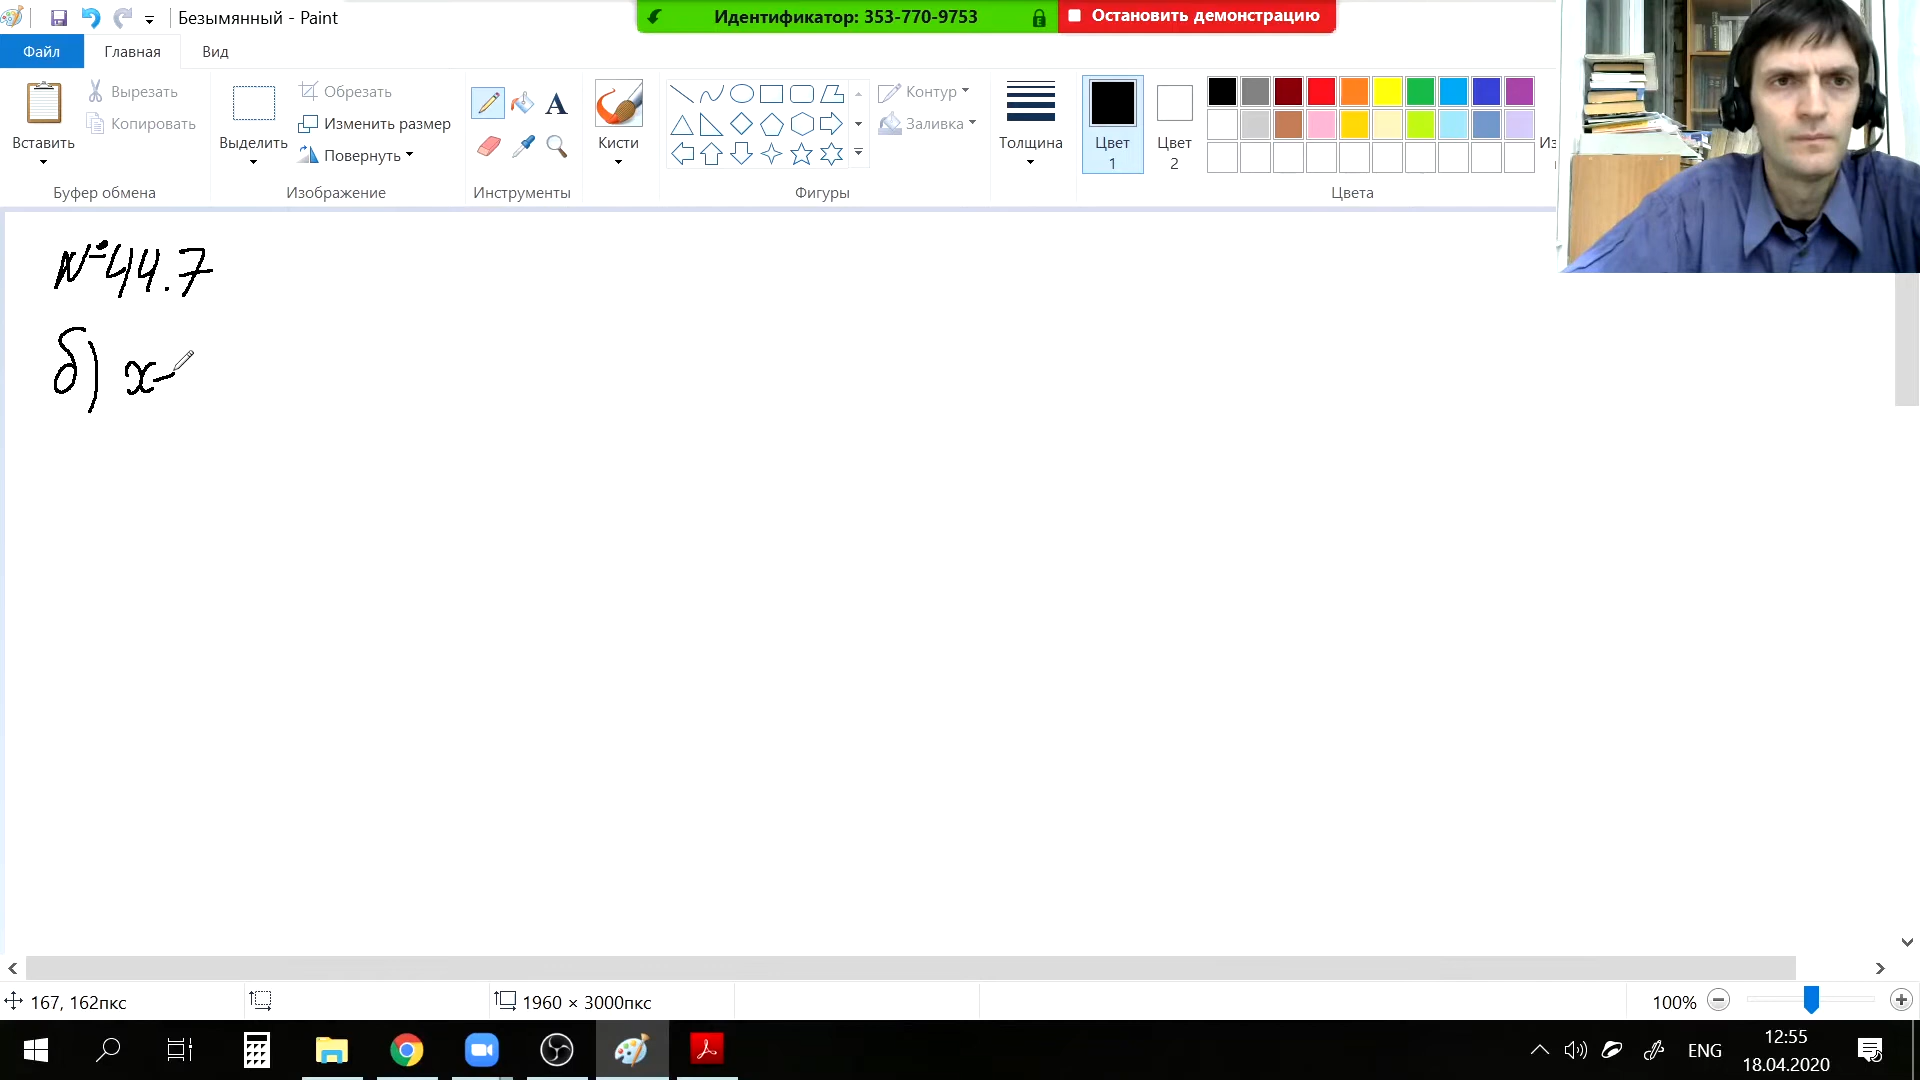 Безымянный - Paint
Идентификатор: 353-770-9753
Остановить демонстрацию
Файл
Главная
Вид
Вставить
Вырезать
Копировать
Буфер обмена
Выделить
Обрезать
Изменить размер
Повернуть
Изображение
A
Инструменты
Кисти
Контур
Заливка
Фигуры
Толщина
Цвет
1
Цвет
2
Цвета
№44.7
б) x-
167, 162пкс
1960 × 3000пкс
100%
ENG
12:55
18.04.2020